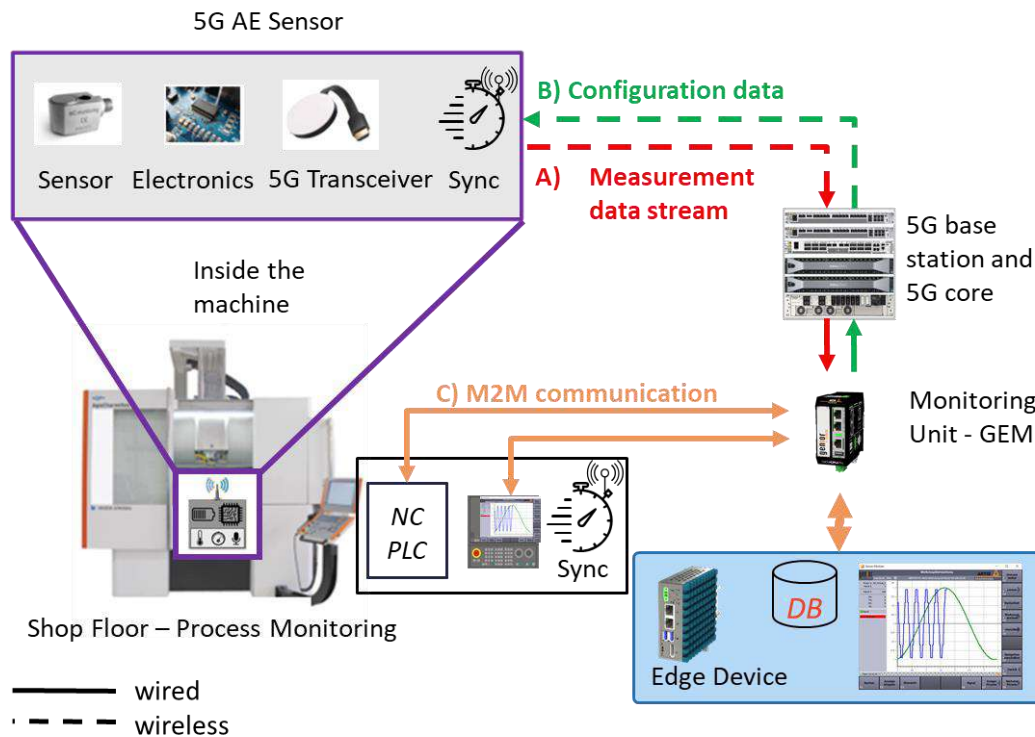 5G AE Sensor
Sensor
Electronics
5G Transceiver
Sync
B) Configuration data
A) Measurement
data stream
5G base
station and
5G core
Inside the
machine
C) M2M communication
Monitoring
Unit - GEM
genior
NC
PLC
Sync
Shop Floor – Process Monitoring
DB
Edge Device
wired
wireless